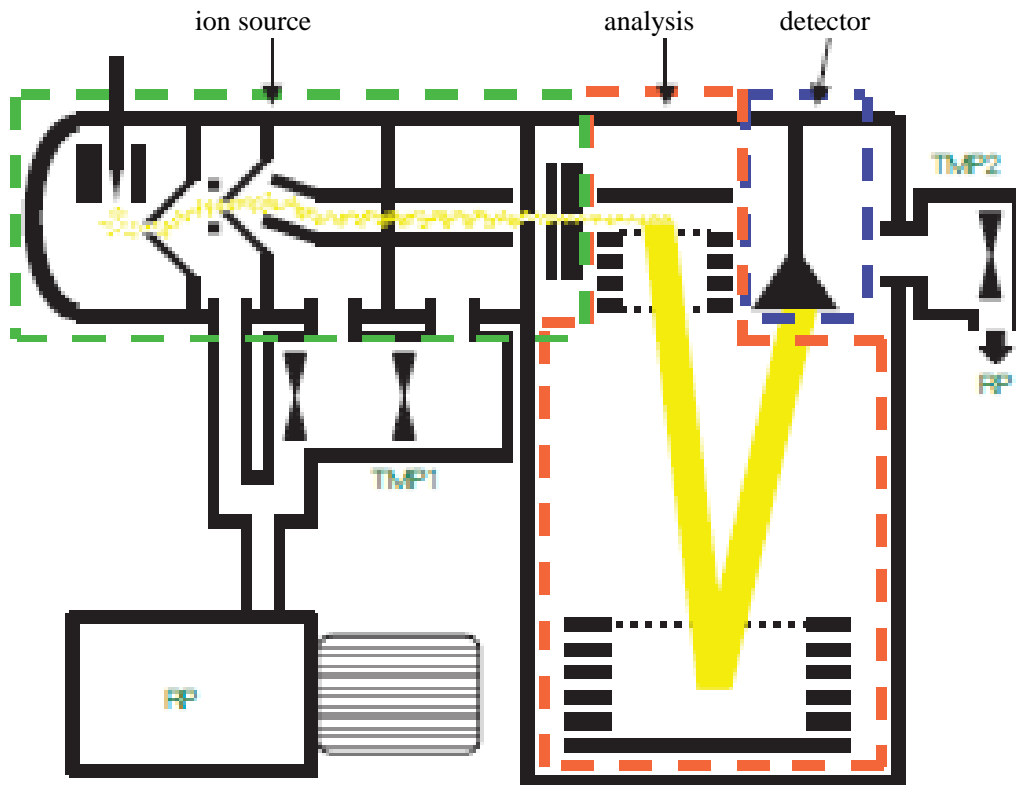 ion source
analysis
detector
TMP2
RP
TMP1
RP